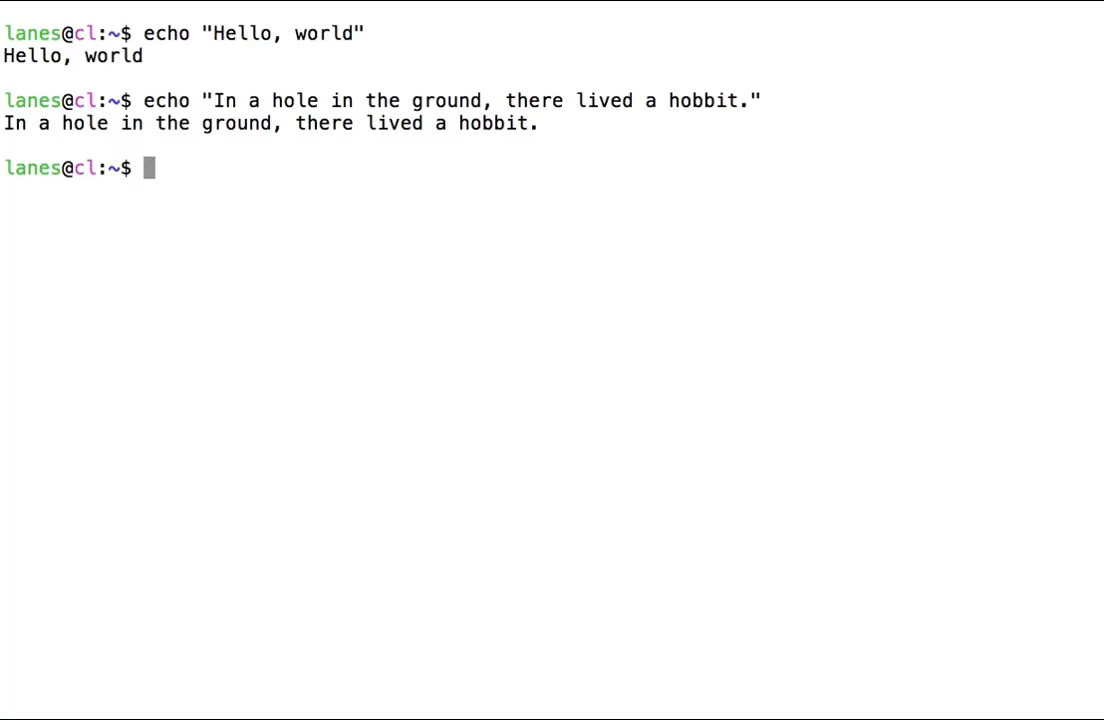 lanes@cl:~$ echo "Hello, world"
Hello, world
lanes@cl:~$ echo "In a hole in the ground, there lived a hobbit."
In a hole in the ground, there lived a hobbit.
lanes@cl:~$